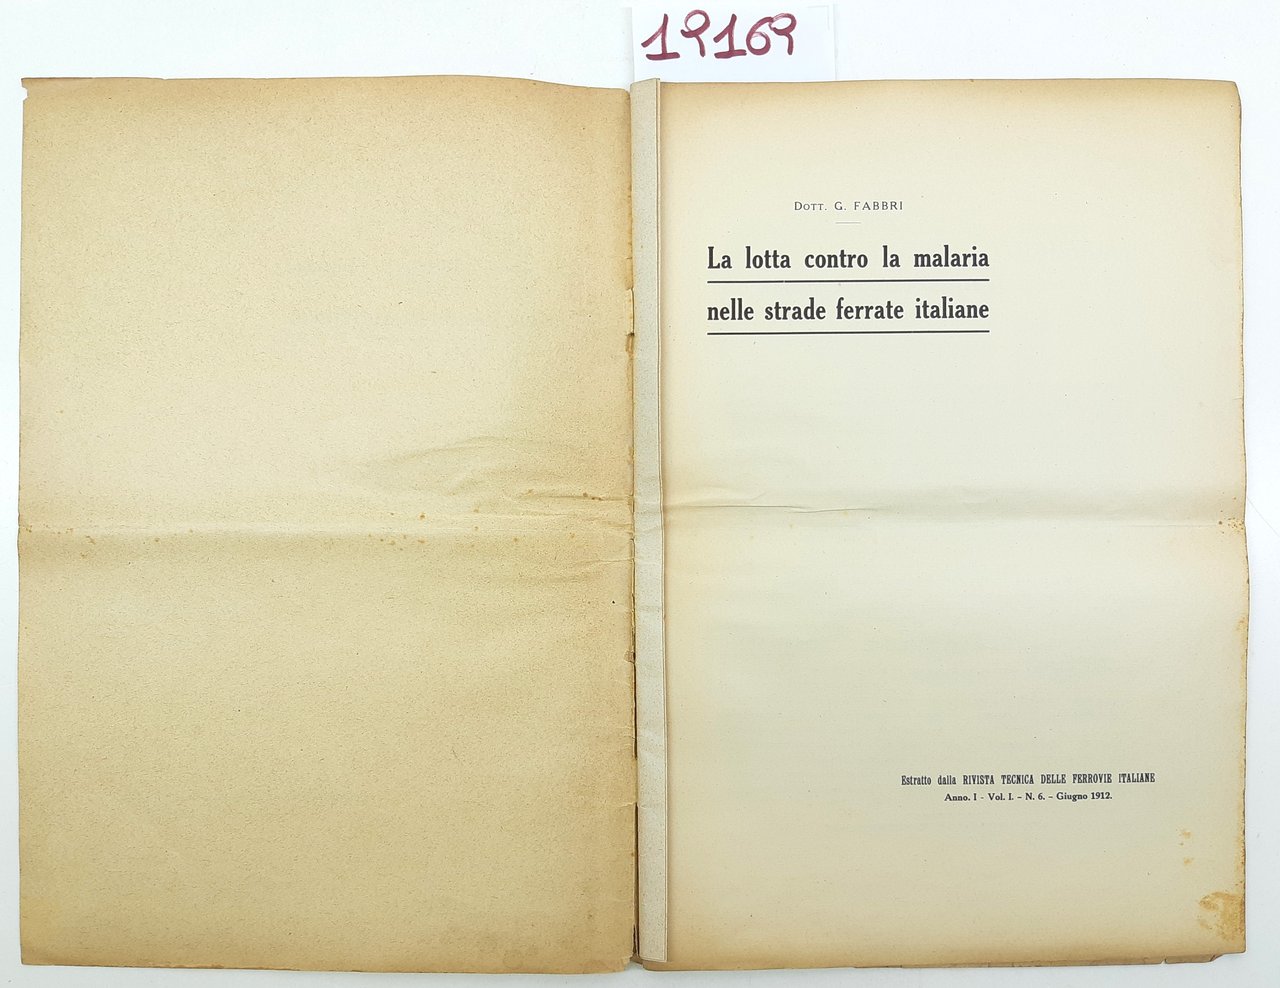 19169
Dott. G. FABBRI
La lotta contro la malaria
nelle strade ferrate italiane
Estratto dalla RIVISTA TECNICA DELLE FERROVIE ITALIANE
Anno. I - Vol. I. - N. 6. - Giugno 1912.